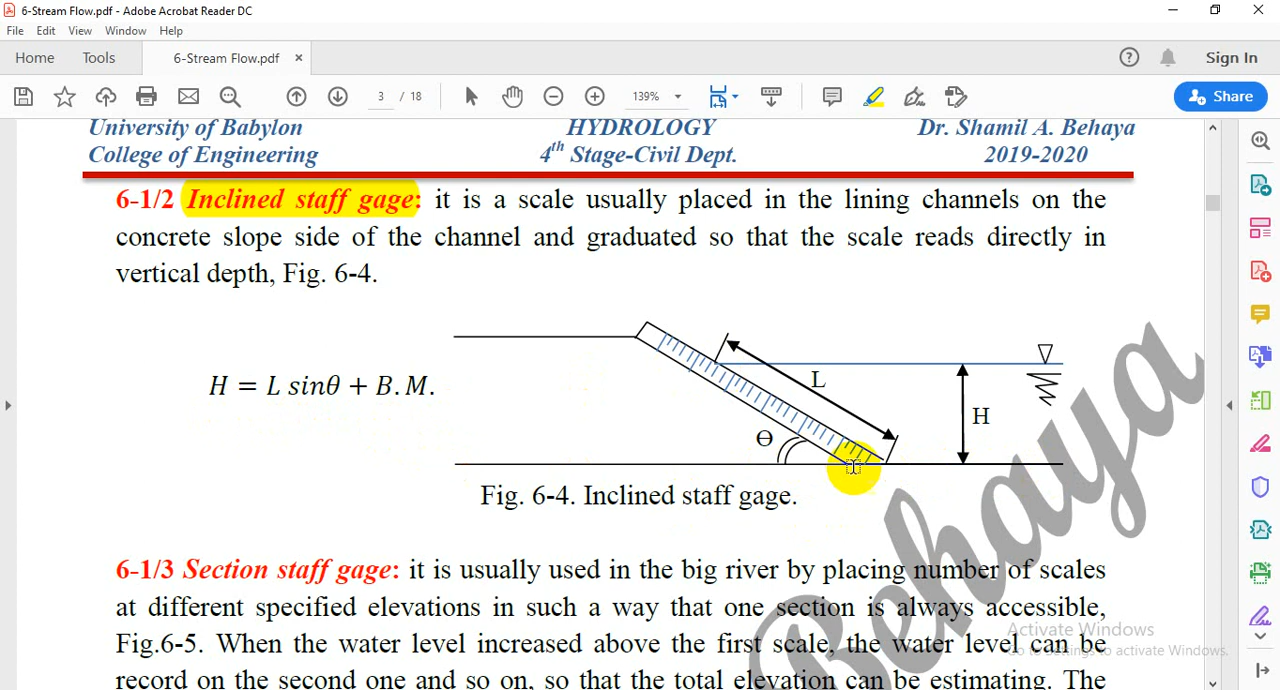 6-Stream Flow.pdf - Adobe Acrobat Reader DC
File Edit View Window Help
Home Tools 6-Stream Flow.pdf × Sign In
3 / 18 139% Share
University of Babylon HYDROLOGY Dr. Shamil A. Behaya
College of Engineering 4th Stage-Civil Dept. 2019-2020
6-1/2 Inclined staff gage: it is a scale usually placed in the lining channels on the
concrete slope side of the channel and graduated so that the scale reads directly in
vertical depth, Fig. 6-4.
H = L sinθ + B.M.
L
H
Θ
Fig. 6-4. Inclined staff gage.
6-1/3 Section staff gage: it is usually used in the big river by placing number of scales
at different specified elevations in such a way that one section is always accessible,
Fig.6-5. When the water level increased above the first scale, the water level can be
record on the second one and so on, so that the total elevation can be estimating. The
Behaya
Activate Windows
Go to Settings to activate Windows.